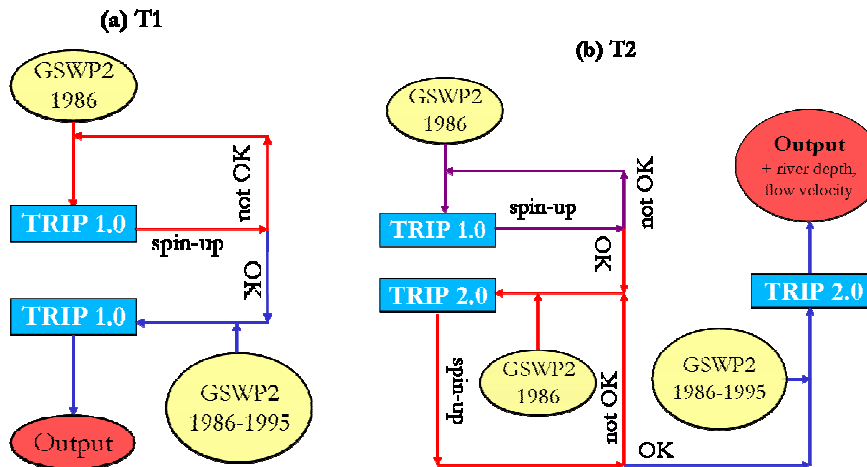 (a) T1
GSWP2
1986
not OK
TRIP 1.0
spin-up
OK
TRIP 1.0
GSWP2
1986-1995
Output
(b) T2
GSWP2
1986
not OK
spin-up
TRIP 1.0
OK
TRIP 2.0
spin-up
GSWP2
1986
not OK
OK
GSWP2
1986-1995
TRIP 2.0
Output
+ river depth,
flow velocity